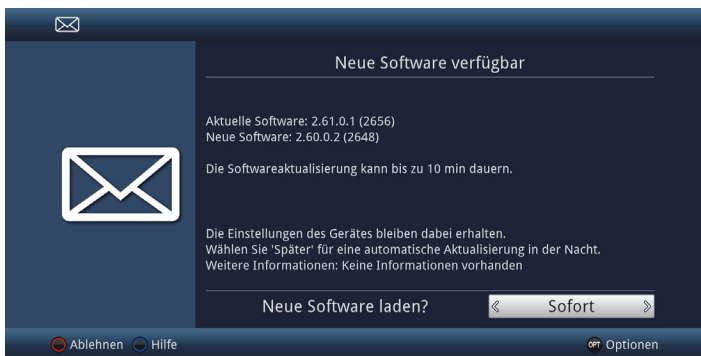 Neue Software verfügbar
Aktuelle Software: 2.61.0.1 (2656)
Neue Software: 2.60.0.2 (2648)
Die Softwareaktualisierung kann bis zu 10 min dauern.
Die Einstellungen des Gerätes bleiben dabei erhalten.
Wählen Sie 'Später' für eine automatische Aktualisierung in der Nacht.
Weitere Informationen: Keine Informationen vorhanden
Neue Software laden? « Sofort »
Ablehnen Hilfe OPT Optionen